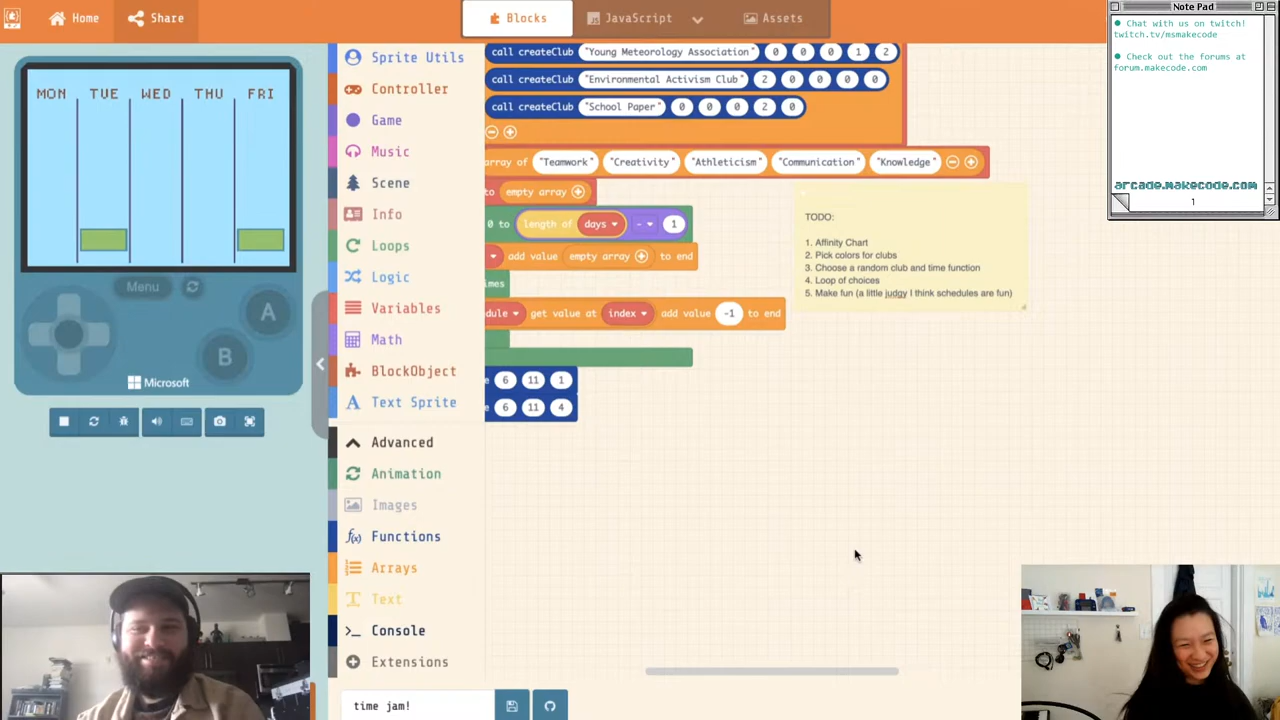 Home
Share
Blocks
JavaScript
Assets
Note Pad
Chat with us on twitch!
twitch.tv/msmakecode
Check out the forums at
forum.makecode.com
arcade.makecode.com
1
MON TUE WED THU FRI
Menu
A
B
Microsoft
Sprite Utils
Controller
Game
Music
Scene
Info
Loops
Logic
Variables
Math
BlockObject
Text Sprite
Advanced
Animation
Images
Functions
Arrays
Text
Console
Extensions
call createClub "Young Meteorology Association" 0 0 0 1 2
call createClub "Environmental Activism Club" 2 0 0 0 0
call createClub "School Paper" 0 0 0 2 0
array of "Teamwork" "Creativity" "Athleticism" "Communication" "Knowledge"
to empty array
0 to length of days - 1
add value empty array to end
get value at index add value -1 to end
6 11 1
6 11 4
TODO:
1. Affinity Chart
2. Pick colors for clubs
3. Choose a random club and time function
4. Loop of choices
5. Make fun (a little judgy I think schedules are fun)
time jam!